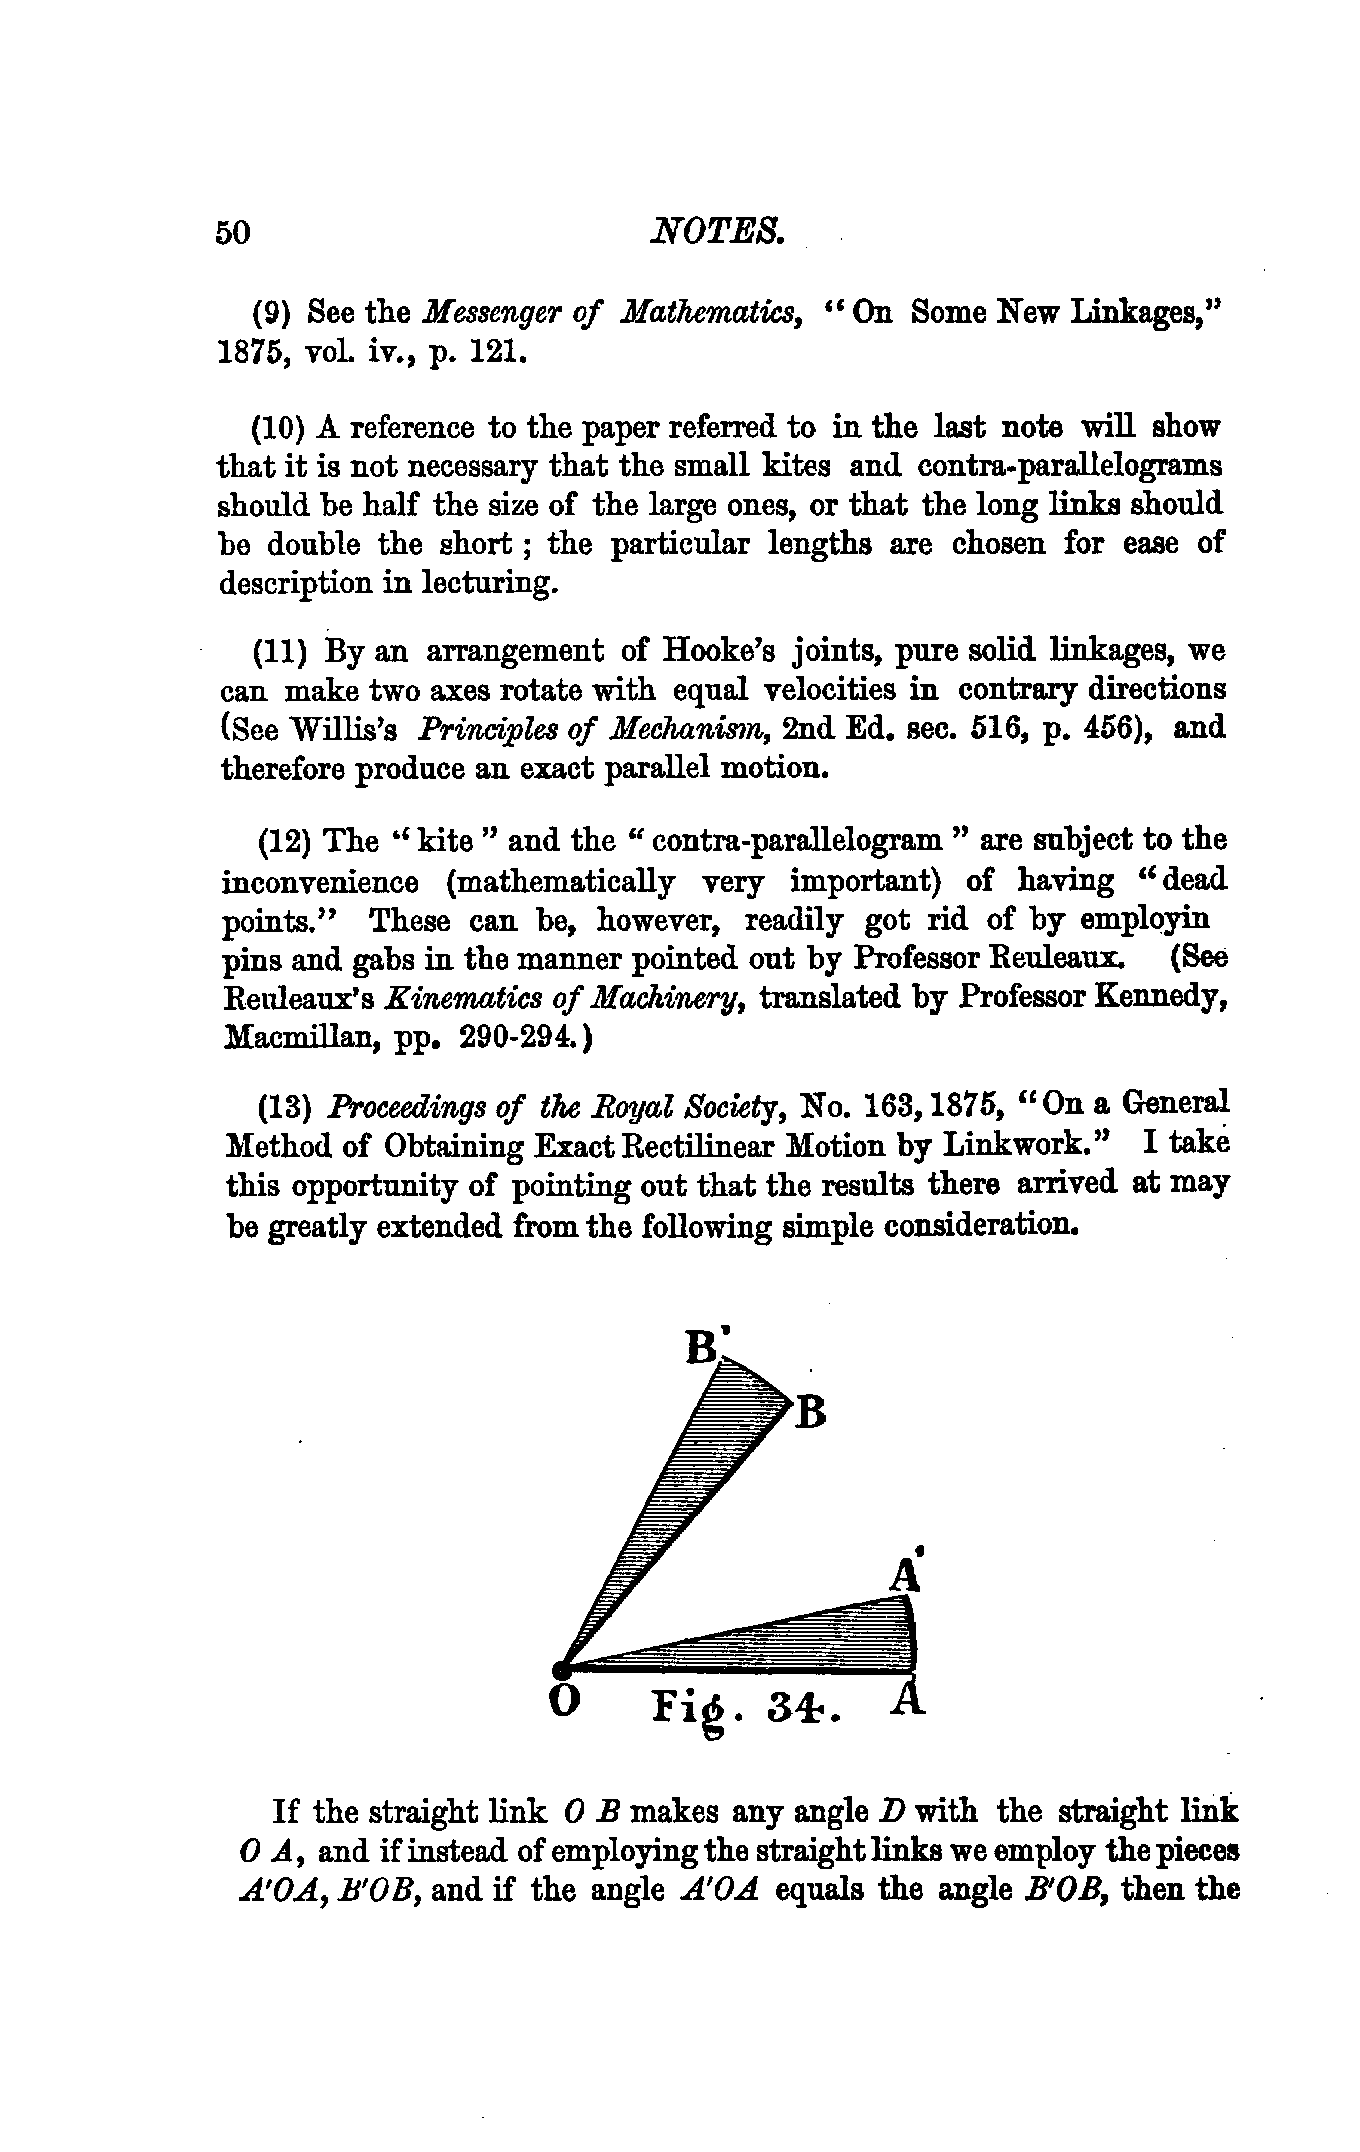 50 NOTES.
(9) See the Messenger of Mathematics, “On Some New Linkages,”
1875, vol. iv., p. 121.
(10) A reference to the paper referred to in the last note will show
that it is not necessary that the small kites and contra-parallelograms
should be half the size of the large ones, or that the long links should
be double the short ; the particular lengths are chosen for ease of
description in lecturing.
(11) By an arrangement of Hooke’s joints, pure solid linkages, we
can make two axes rotate with equal velocities in contrary directions
(See Willis’s Principles of Mechanism, 2nd Ed. sec. 516, p. 456), and
therefore produce an exact parallel motion.
(12) The “kite” and the “contra-parallelogram” are subject to the
inconvenience (mathematically very important) of having “dead
points.” These can be, however, readily got rid of by employin
pins and gabs in the manner pointed out by Professor Reuleaux. (See
Reuleaux’s Kinematics of Machinery, translated by Professor Kennedy,
Macmillan, pp. 290-294.)
(13) Proceedings of the Royal Society, No. 163, 1875, “On a General
Method of Obtaining Exact Rectilinear Motion by Linkwork.” I take
this opportunity of pointing out that the results there arrived at may
be greatly extended from the following simple consideration.
B'
B
A'
O Fig. 34. A
If the straight link O B makes any angle D with the straight link
O A, and if instead of employing the straight links we employ the pieces
A'OA, B'OB, and if the angle A'OA equals the angle B'OB, then the